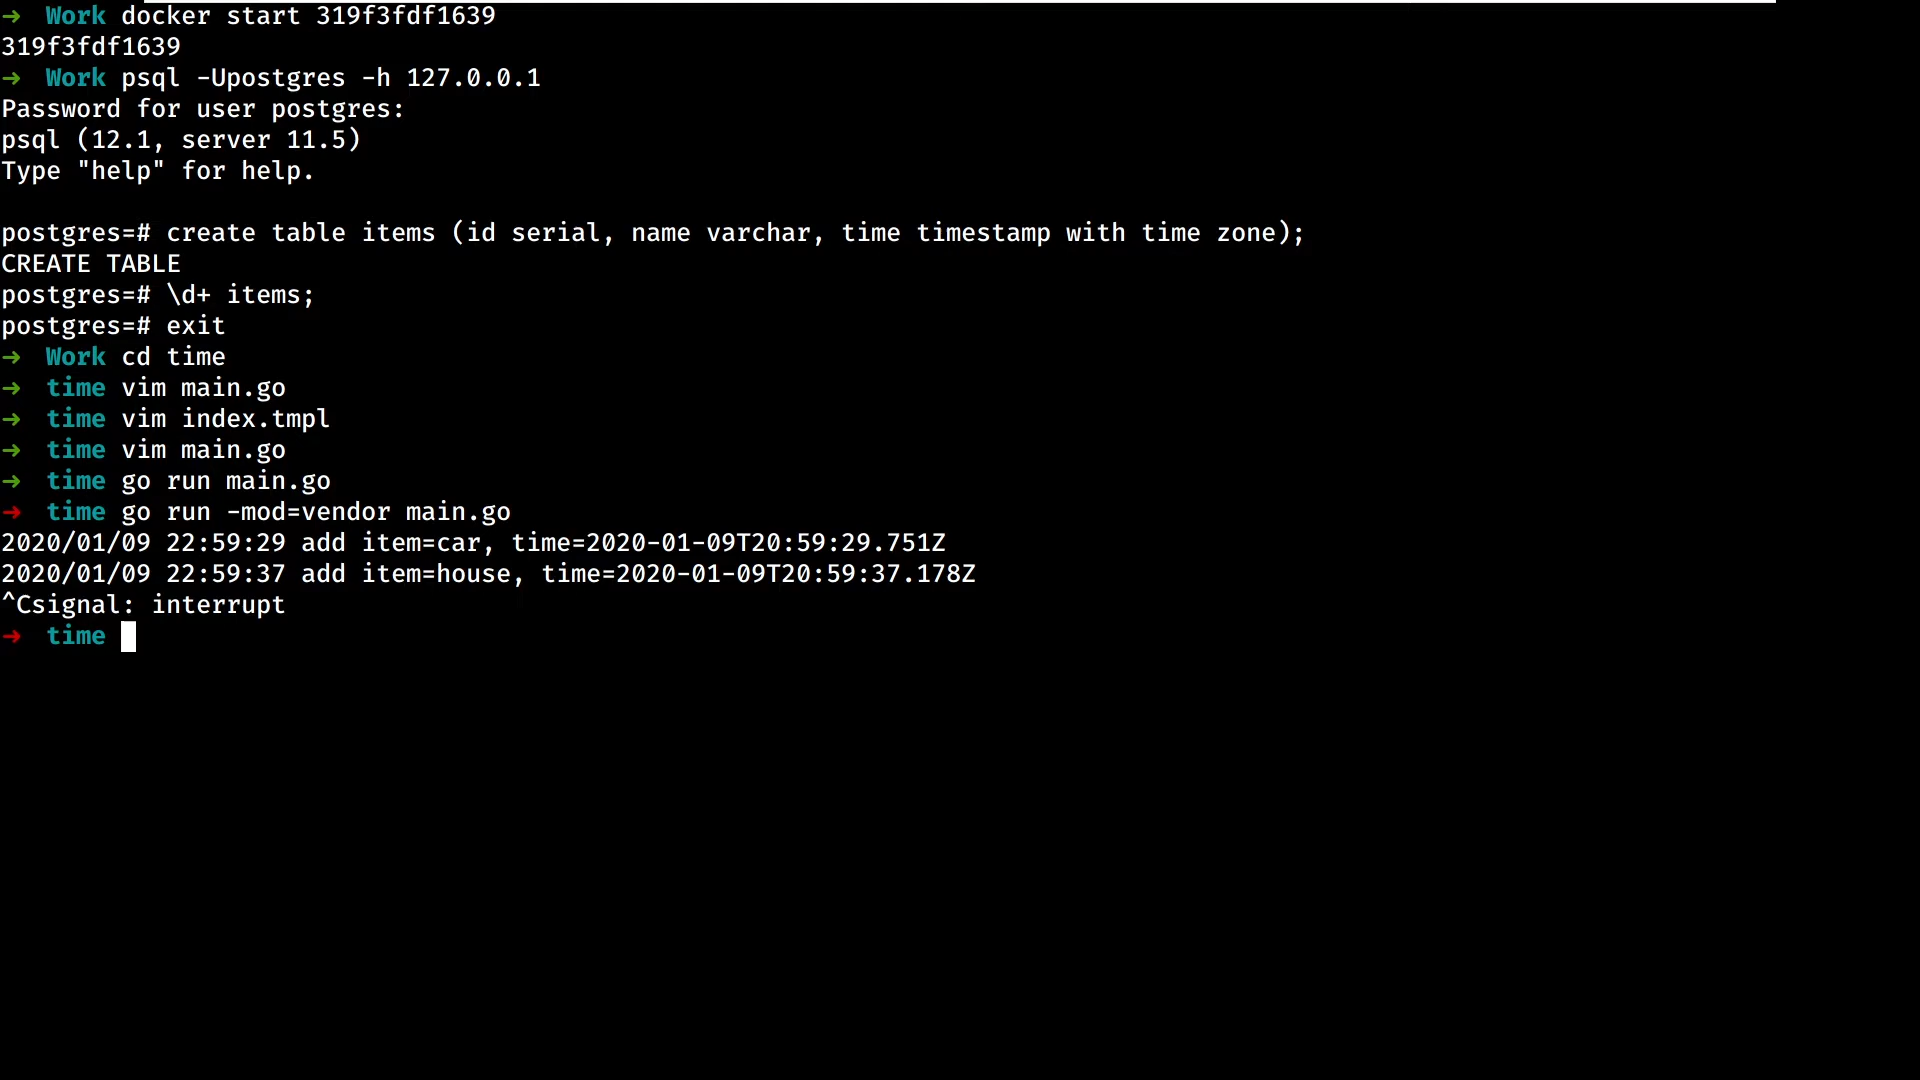 → Work docker start 319f3fdf1639
319f3fdf1639
→ Work psql -Upostgres -h 127.0.0.1
Password for user postgres:
psql (12.1, server 11.5)
Type "help" for help.
postgres=# create table items (id serial, name varchar, time timestamp with time zone);
CREATE TABLE
postgres=# \d+ items;
postgres=# exit
→ Work cd time
→ time vim main.go
→ time vim index.tmpl
→ time vim main.go
→ time go run main.go
→ time go run -mod=vendor main.go
2020/01/09 22:59:29 add item=car, time=2020-01-09T20:59:29.751Z
2020/01/09 22:59:37 add item=house, time=2020-01-09T20:59:37.178Z
^Csignal: interrupt
→ time